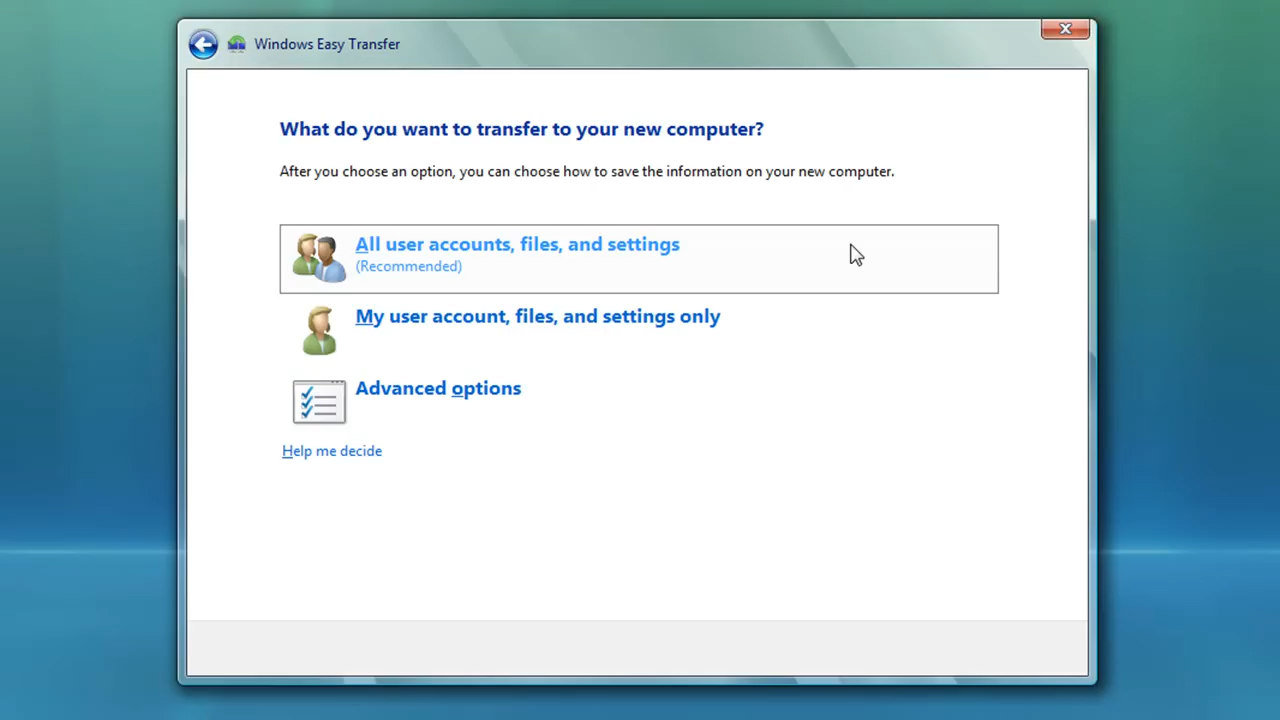 Windows Easy Transfer
What do you want to transfer to your new computer?
After you choose an option, you can choose how to save the information on your new computer.
All user accounts, files, and settings
(Recommended)
My user account, files, and settings only
Advanced options
Help me decide